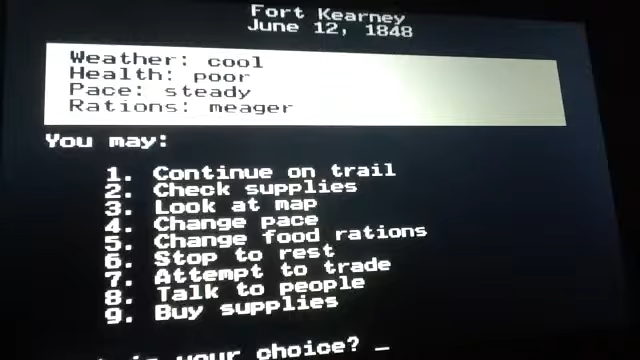 Fort Kearney
June 12, 1848
Weather: cool
Health: poor
Pace: steady
Rations: meager
You may:
1. Continue on trail
2. Check supplies
3. Look at map
4. Change pace
5. Change food rations
6. Stop to rest
7. Attempt to trade
8. Talk to people
9. Buy supplies
is your choice? _